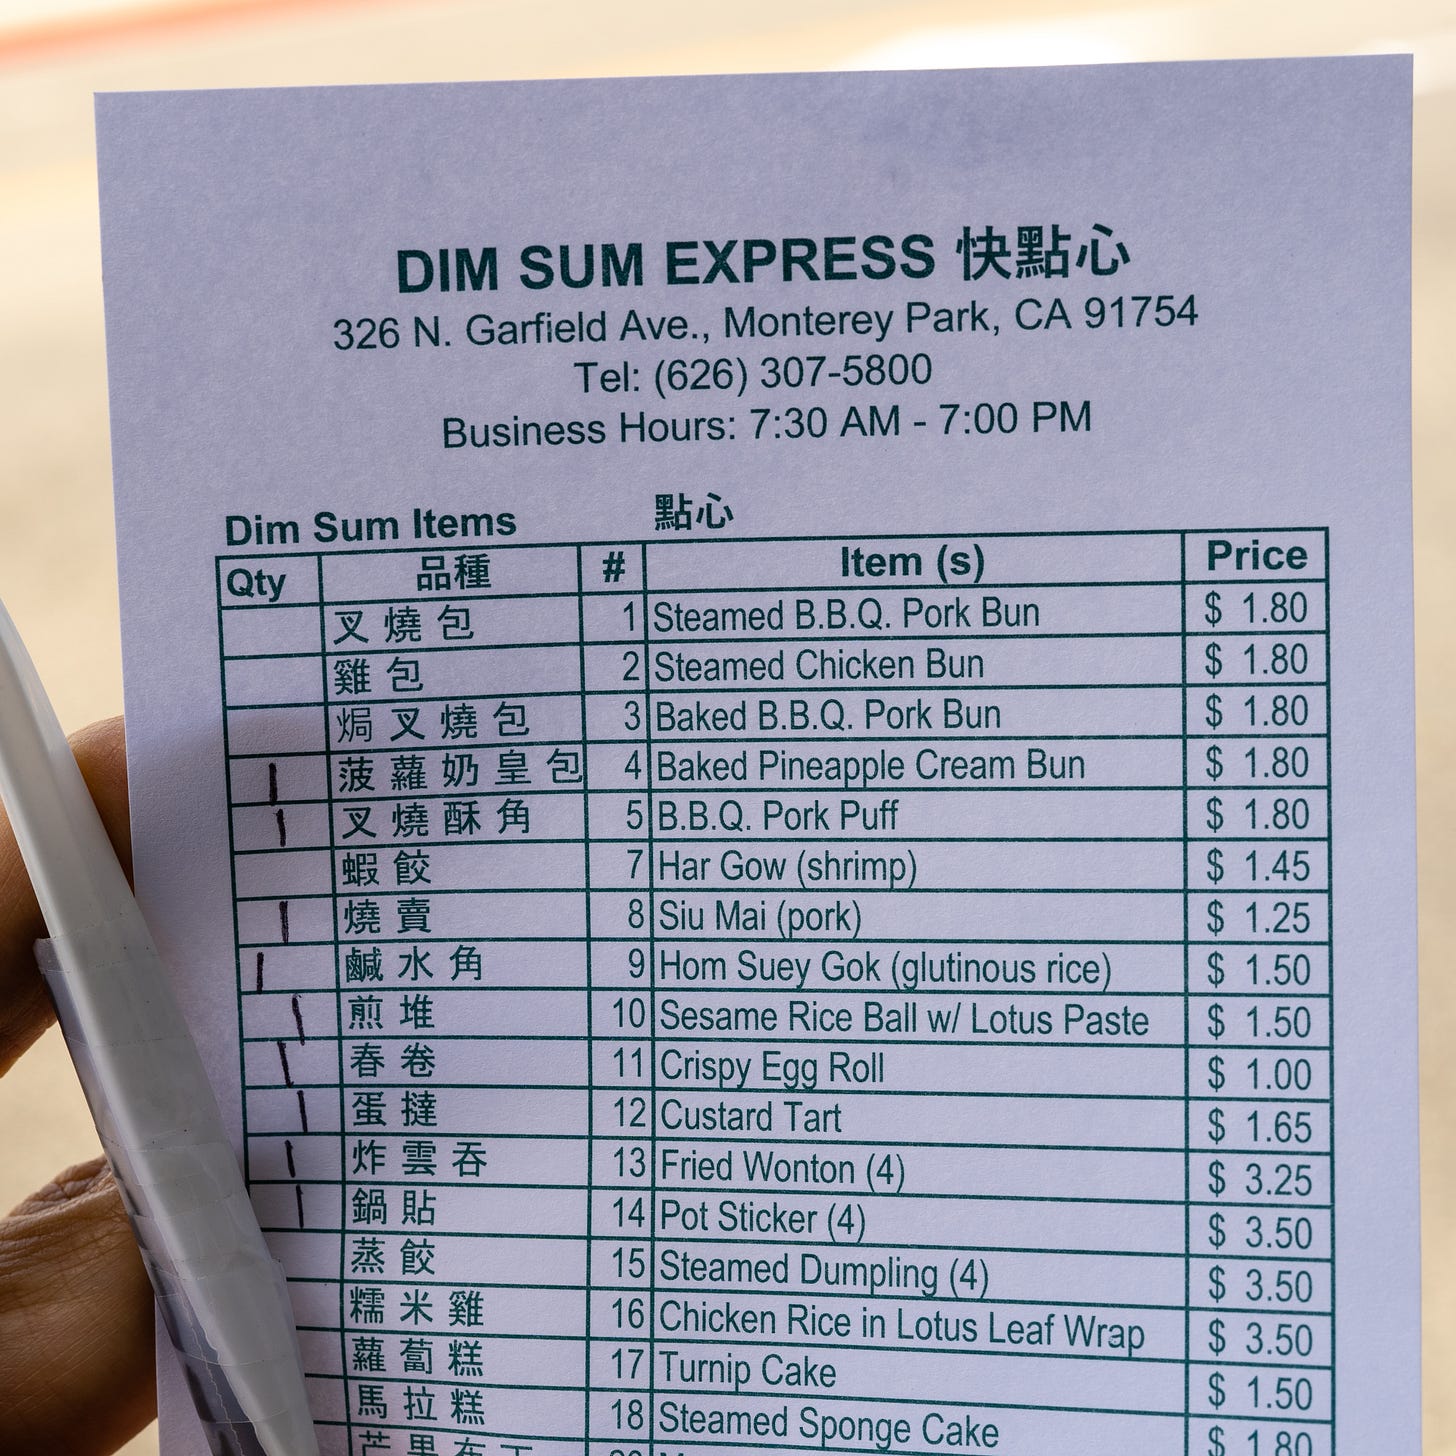 DIM SUM EXPRESS 快點心
326 N. Garfield Ave., Monterey Park, CA 91754
Tel: (626) 307-5800
Business Hours: 7:30 AM - 7:00 PM
Dim Sum Items 點心
Qty 品種 # Item (s) Price
叉燒包 1 Steamed B.B.Q. Pork Bun $ 1.80
雞包 2 Steamed Chicken Bun $ 1.80
焗叉燒包 3 Baked B.B.Q. Pork Bun $ 1.80
| 菠蘿奶皇包 4 Baked Pineapple Cream Bun $ 1.80
| 叉燒酥角 5 B.B.Q. Pork Puff $ 1.80
蝦餃 7 Har Gow (shrimp) $ 1.45
| 燒賣 8 Siu Mai (pork) $ 1.25
| 鹹水角 9 Hom Suey Gok (glutinous rice) $ 1.50
| 煎堆 10 Sesame Rice Ball w/ Lotus Paste $ 1.50
| 春卷 11 Crispy Egg Roll $ 1.00
| 蛋撻 12 Custard Tart $ 1.65
| 炸雲吞 13 Fried Wonton (4) $ 3.25
| 鍋貼 14 Pot Sticker (4) $ 3.50
蒸餃 15 Steamed Dumpling (4) $ 3.50
糯米雞 16 Chicken Rice in Lotus Leaf Wrap $ 3.50
蘿蔔糕 17 Turnip Cake $ 1.50
馬拉糕 18 Steamed Sponge Cake $ 1.80